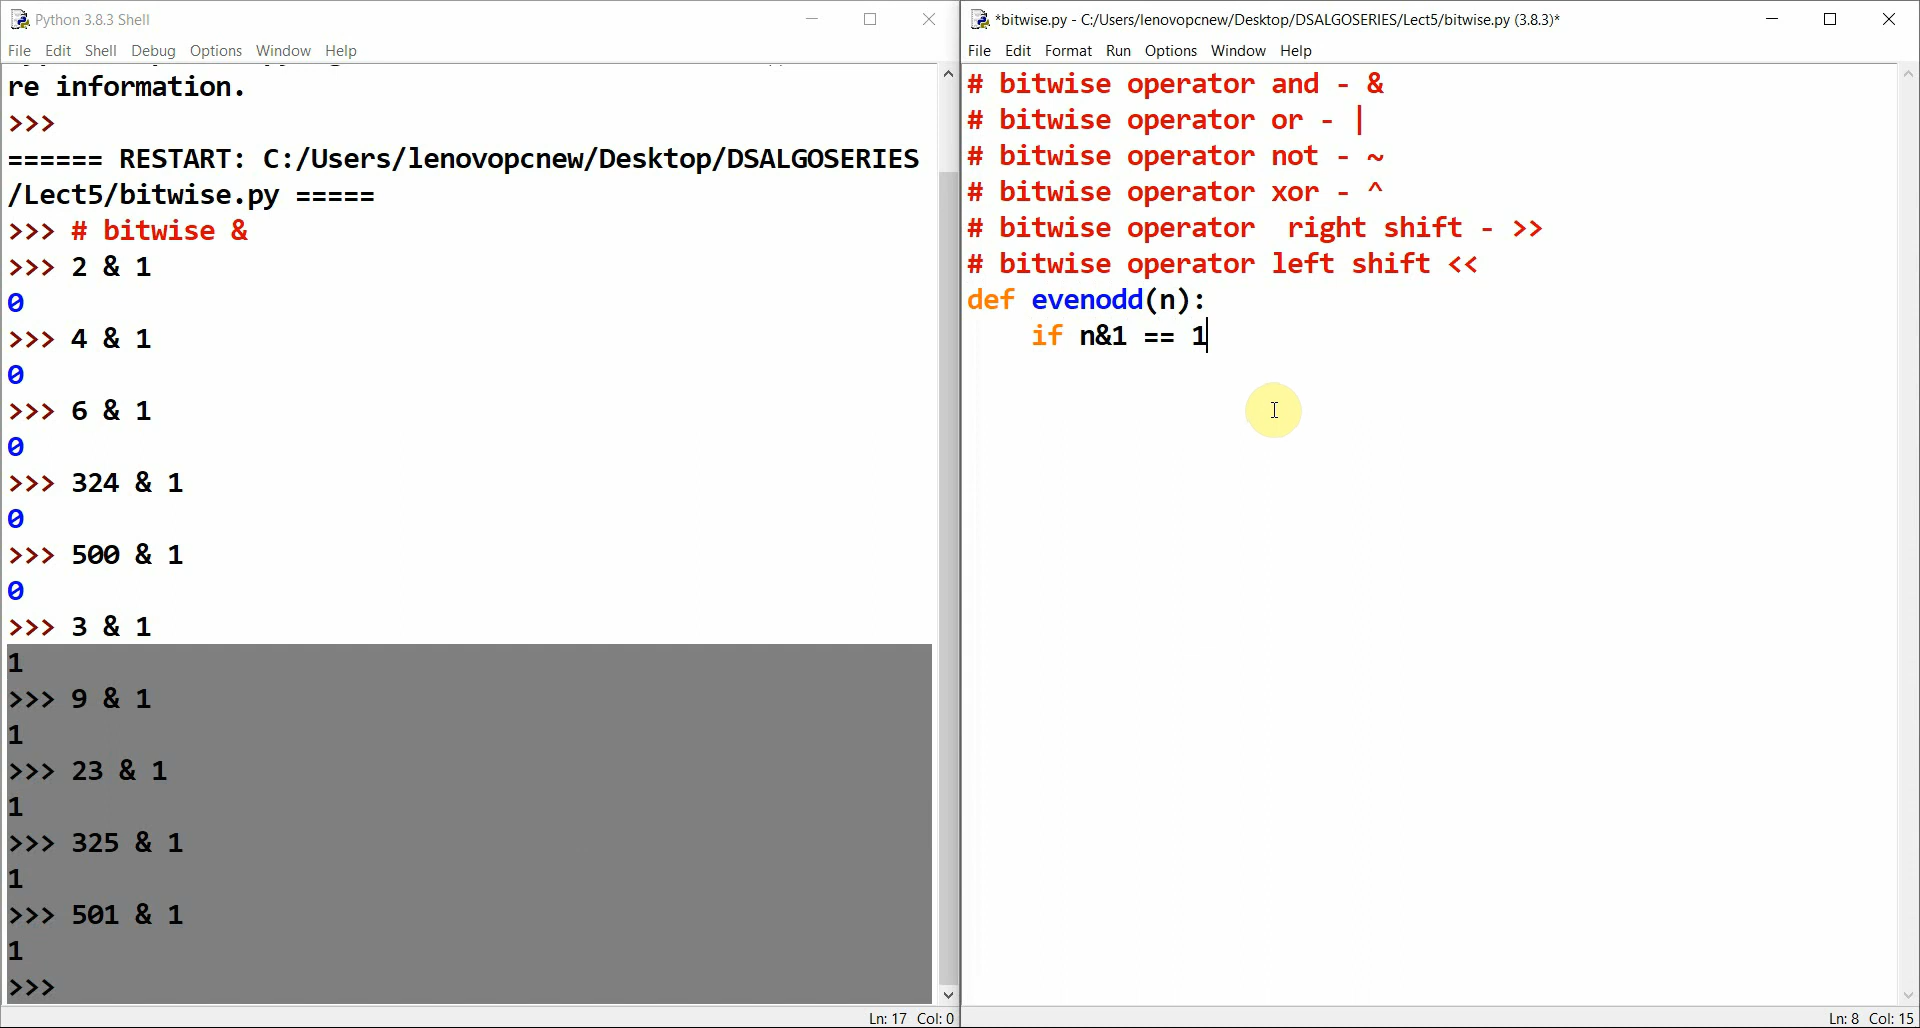 Python 3.8.3 Shell
File Edit Shell Debug Options Window Help
re information.
>>>
====== RESTART: C:/Users/lenovopcnew/Desktop/DSALGOSERIES
/Lect5/bitwise.py =====
>>> # bitwise &
>>> 2 & 1
0
>>> 4 & 1
0
>>> 6 & 1
0
>>> 324 & 1
0
>>> 500 & 1
0
>>> 3 & 1
1
>>> 9 & 1
1
>>> 23 & 1
1
>>> 325 & 1
1
>>> 501 & 1
1
>>>
Ln: 17 Col: 0
*bitwise.py - C:/Users/lenovopcnew/Desktop/DSALGOSERIES/Lect5/bitwise.py (3.8.3)*
File Edit Format Run Options Window Help
# bitwise operator and - &
# bitwise operator or - |
# bitwise operator not - ~
# bitwise operator xor - ^
# bitwise operator  right shift - >>
# bitwise operator left shift <<
def evenodd(n):
    if n&1 == 1
Ln: 8 Col: 15